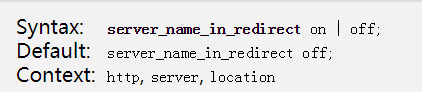 Syntax: server_name_in_redirect on | off;
Default: server_name_in_redirect off;
Context: http, server, location